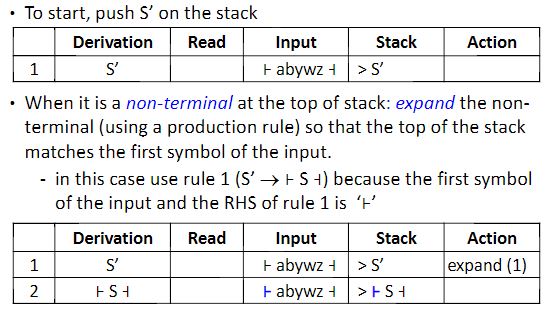 • To start, push S’ on the stack
Derivation Read Input Stack Action
1 S’ ⊢ abywz ⊣ > S’
• When it is a non-terminal at the top of stack: expand the non-
terminal (using a production rule) so that the top of the stack
matches the first symbol of the input.
- in this case use rule 1 (S’ → ⊢ S ⊣) because the first symbol
of the input and the RHS of rule 1 is ‘⊢’
Derivation Read Input Stack Action
1 S’ ⊢ abywz ⊣ > S’ expand (1)
2 ⊢ S ⊣ ⊢ abywz ⊣ > ⊢ S ⊣